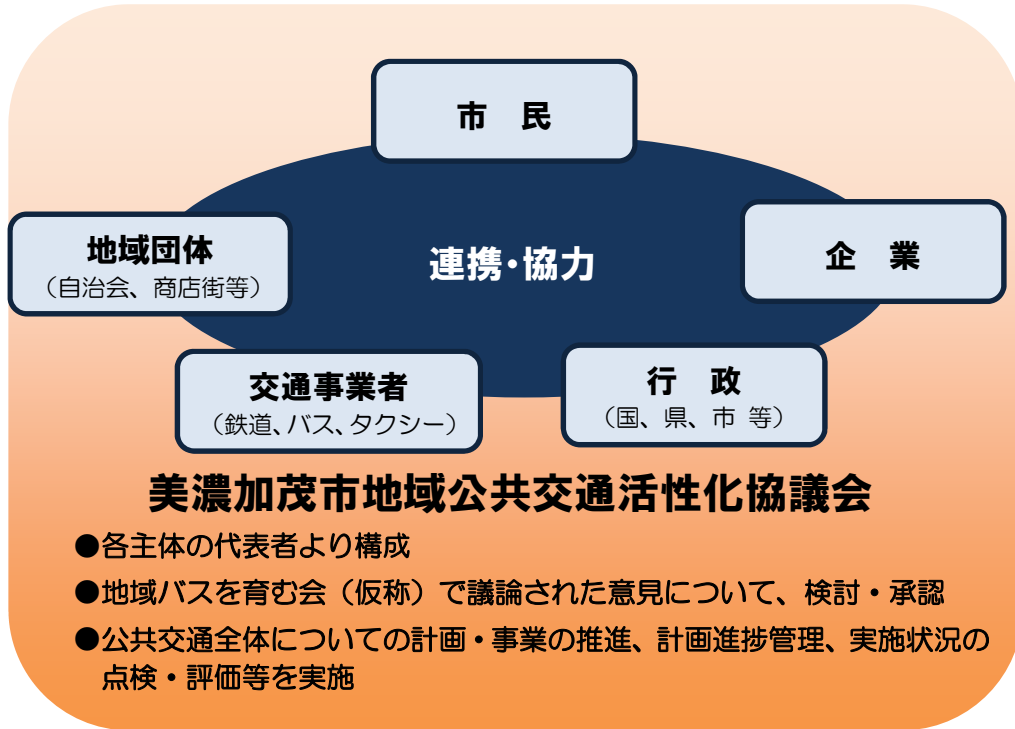 市　民
地域団体
（自治会、商店街等）
連携・協力
企　業
交通事業者
（鉄道、バス、タクシー）
行　政
（国、県、市 等）
美濃加茂市地域公共交通活性化協議会
●各主体の代表者より構成
●地域バスを育む会（仮称）で議論された意見について、検討・承認
●公共交通全体についての計画・事業の推進、計画進捗管理、実施状況の
点検・評価等を実施